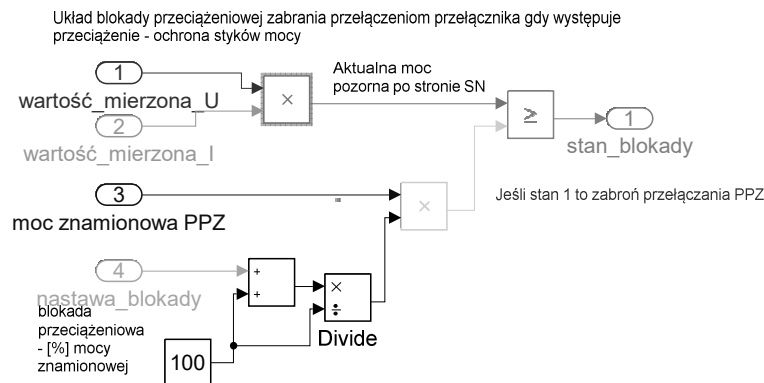 Układ blokady przeciążeniowej zabrania przełączeniom przełącznika gdy występuje
przeciążenie - ochrona styków mocy
1
wartość_mierzona_U
2
wartość_mierzona_I
×
Aktualna moc
pozorna po stronie SN
≥
1
stan_blokady
3
moc znamionowa PPZ
×
Jeśli stan 1 to zabroń przełączania PPZ
4
nastawa_blokady
+
+
×
÷
Divide
blokada
przeciążeniowa
- [%] mocy
znamionowej
100